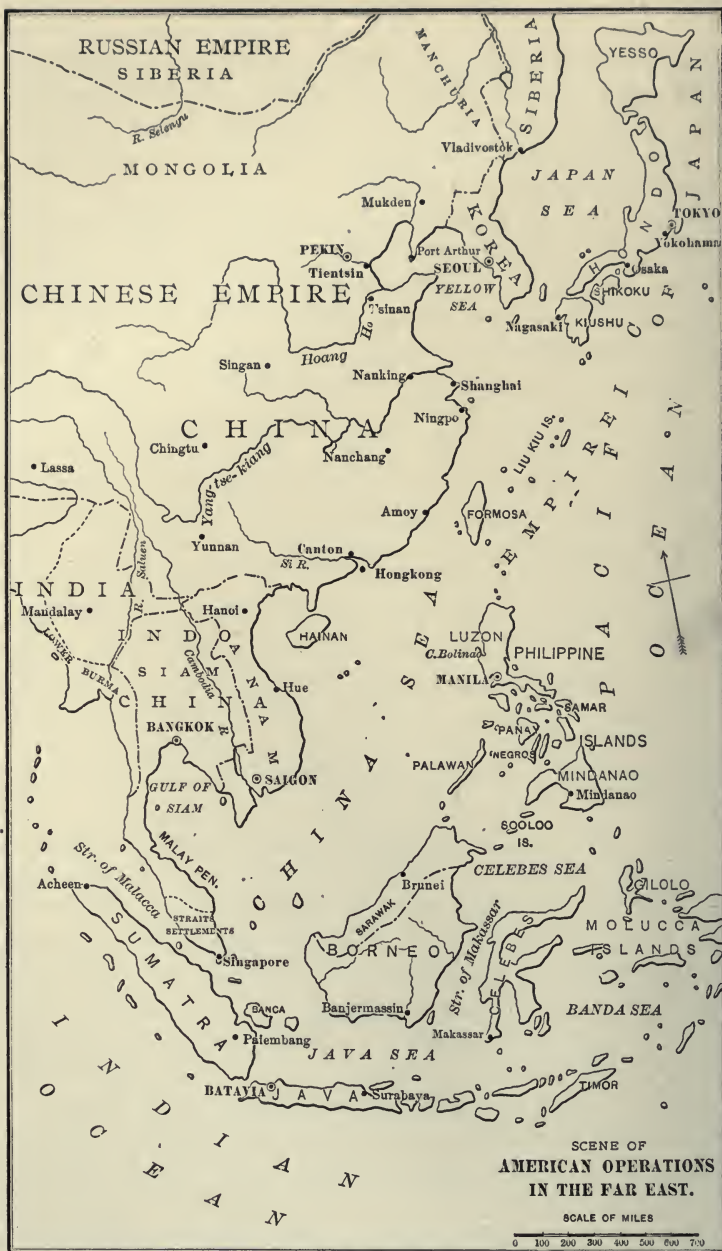 RUSSIAN EMPIRE
SIBERIA
MANCHURIA
SIBERIA
YESSO
JAPAN
R. Selenga
MONGOLIA
Vladivostok
JAPAN
SEA
Mukden
HONDO
TOKYO
Yokohama
PEKIN
Port Arthur
KOREA
Tientsin
SEOUL
Osaka
CHINESE EMPIRE
YELLOW
SEA
SHIKOKU
Tsinan
Nagasaki
KIUSHU
Hoang Ho
Singan
Nanking
Shanghai
CHINA
Ningpo
EMPIRE OF
Chingtu
Nanchang
LIU KIU IS.
Lassa
Yang-tse-kiang
Amoy
FORMOSA
PACIFIC
OCEAN
Yunnan
Canton
Si R.
Hongkong
INDIA
R. Saluen
Mandalay
Hanoi
HAINAN
LUZON
INDO
C. Bolinao
PHILIPPINE
LOWER
BURMA
SIAM
ANAM
Hue
MANILA
CHINA
Cambodia R.
SAMAR
BANGKOK
PANAY
ISLANDS
SAIGON
PALAWAN
NEGROS
GULF OF
SIAM
MINDANAO
Mindanao
CHINA SEA
MALAY PEN.
SOOLOO
IS.
Str. of Malacca
CELEBES SEA
Acheen
Brunei
GILOLO
STRAITS
SETTLEMENTS
SARAWAK
MOLUCCA
ISLANDS
SUMATRA
Singapore
BORNEO
Str. of Makassar
CELEBES
BANCA
Banjermassin
BANDA SEA
Palembang
Makassar
JAVA SEA
BATAVIA
JAVA
Surabaya
TIMOR
INDIAN
OCEAN
SCENE OF
AMERICAN OPERATIONS
IN THE FAR EAST.
SCALE OF MILES
0 100 200 300 400 500 600 700